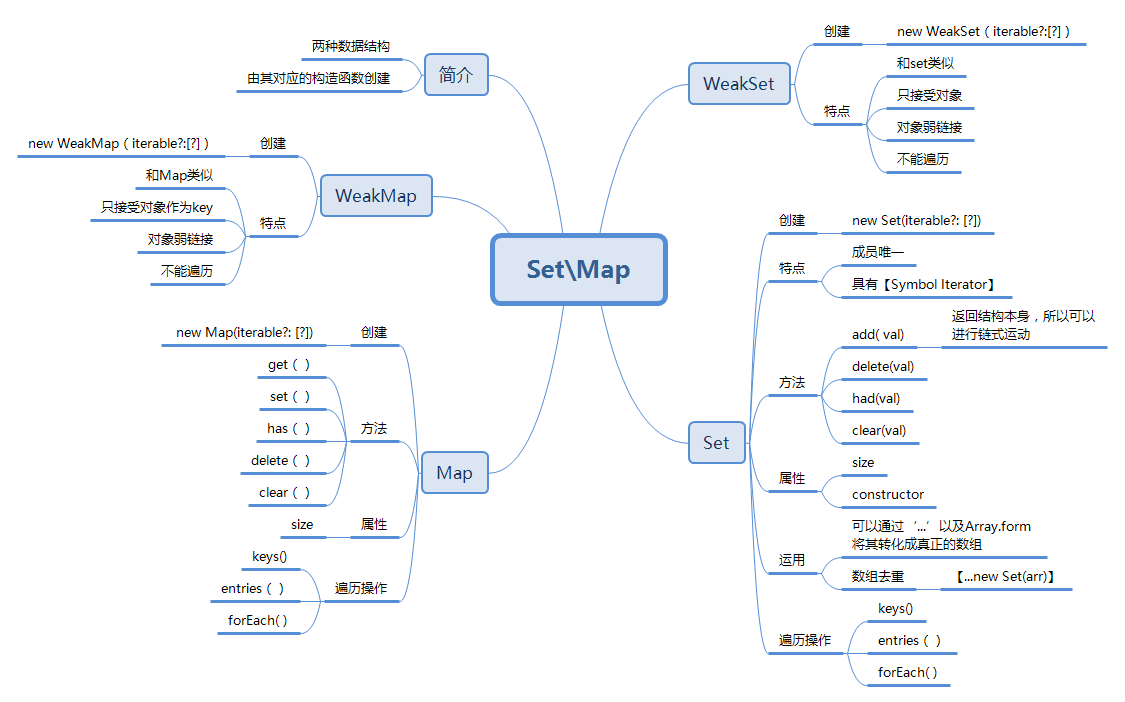 Set\Map
简介
两种数据结构
由其对应的构造函数创建
WeakMap
创建
new WeakMap ( iterable?:[?] )
特点
和Map类似
只接受对象作为key
对象弱链接
不能遍历
Map
创建
new Map(iterable?: [?])
方法
get ( )
set ( )
has ( )
delete ( )
clear ( )
属性
size
遍历操作
keys()
entries ( )
forEach( )
WeakSet
创建
new WeakSet ( iterable?:[?] )
特点
和set类似
只接受对象
对象弱链接
不能遍历
Set
创建
new Set(iterable?: [?])
特点
成员唯一
具有【Symbol Iterator】
方法
add( val)
返回结构本身，所以可以
进行链式运动
delete(val)
had(val)
clear(val)
属性
size
constructor
运用
可以通过‘...’以及Array.form
将其转化成真正的数组
数组去重
【...new Set(arr)】
遍历操作
keys()
entries ( )
forEach( )